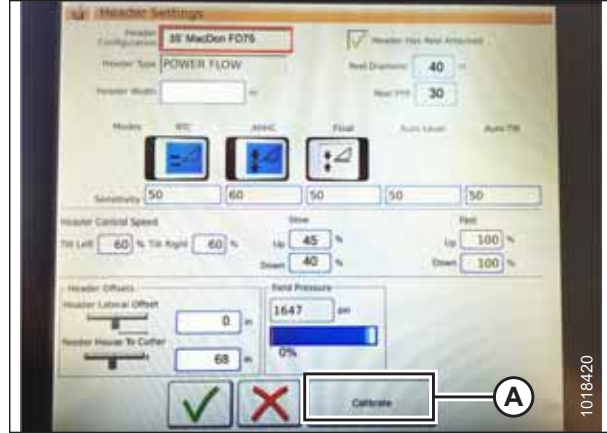 Header Settings
Header Configuration 35' MacDon FD75 Header Has Reel Attached
Header Type POWER FLOW Reel Diameter 40 in
Header Width in Reel PPR 30
Modes RTC AHHC Float Auto Level Auto Tilt
Sensitivity 50 60 50 50 50
Header Control Speed Slow Fast
Tilt Left 60 % Tilt Right 60 % Up 45 % Up 100 %
Down 40 % Down 100 %
Header Offsets Field Pressure
Header Lateral Offset 1647 psi
0 in
Feeder House To Cutter 0%
68 in
Calibrate A
1018420